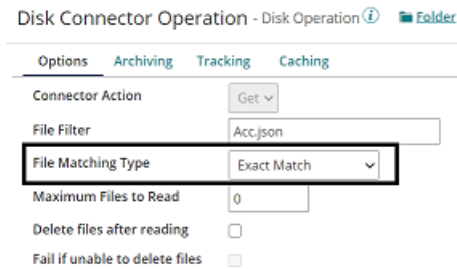 Disk Connector Operation - Disk Operation i Folder
Options Archiving Tracking Caching
Connector Action Get
File Filter Acc.json
File Matching Type Exact Match
Maximum Files to Read 0
Delete files after reading
Fail if unable to delete files